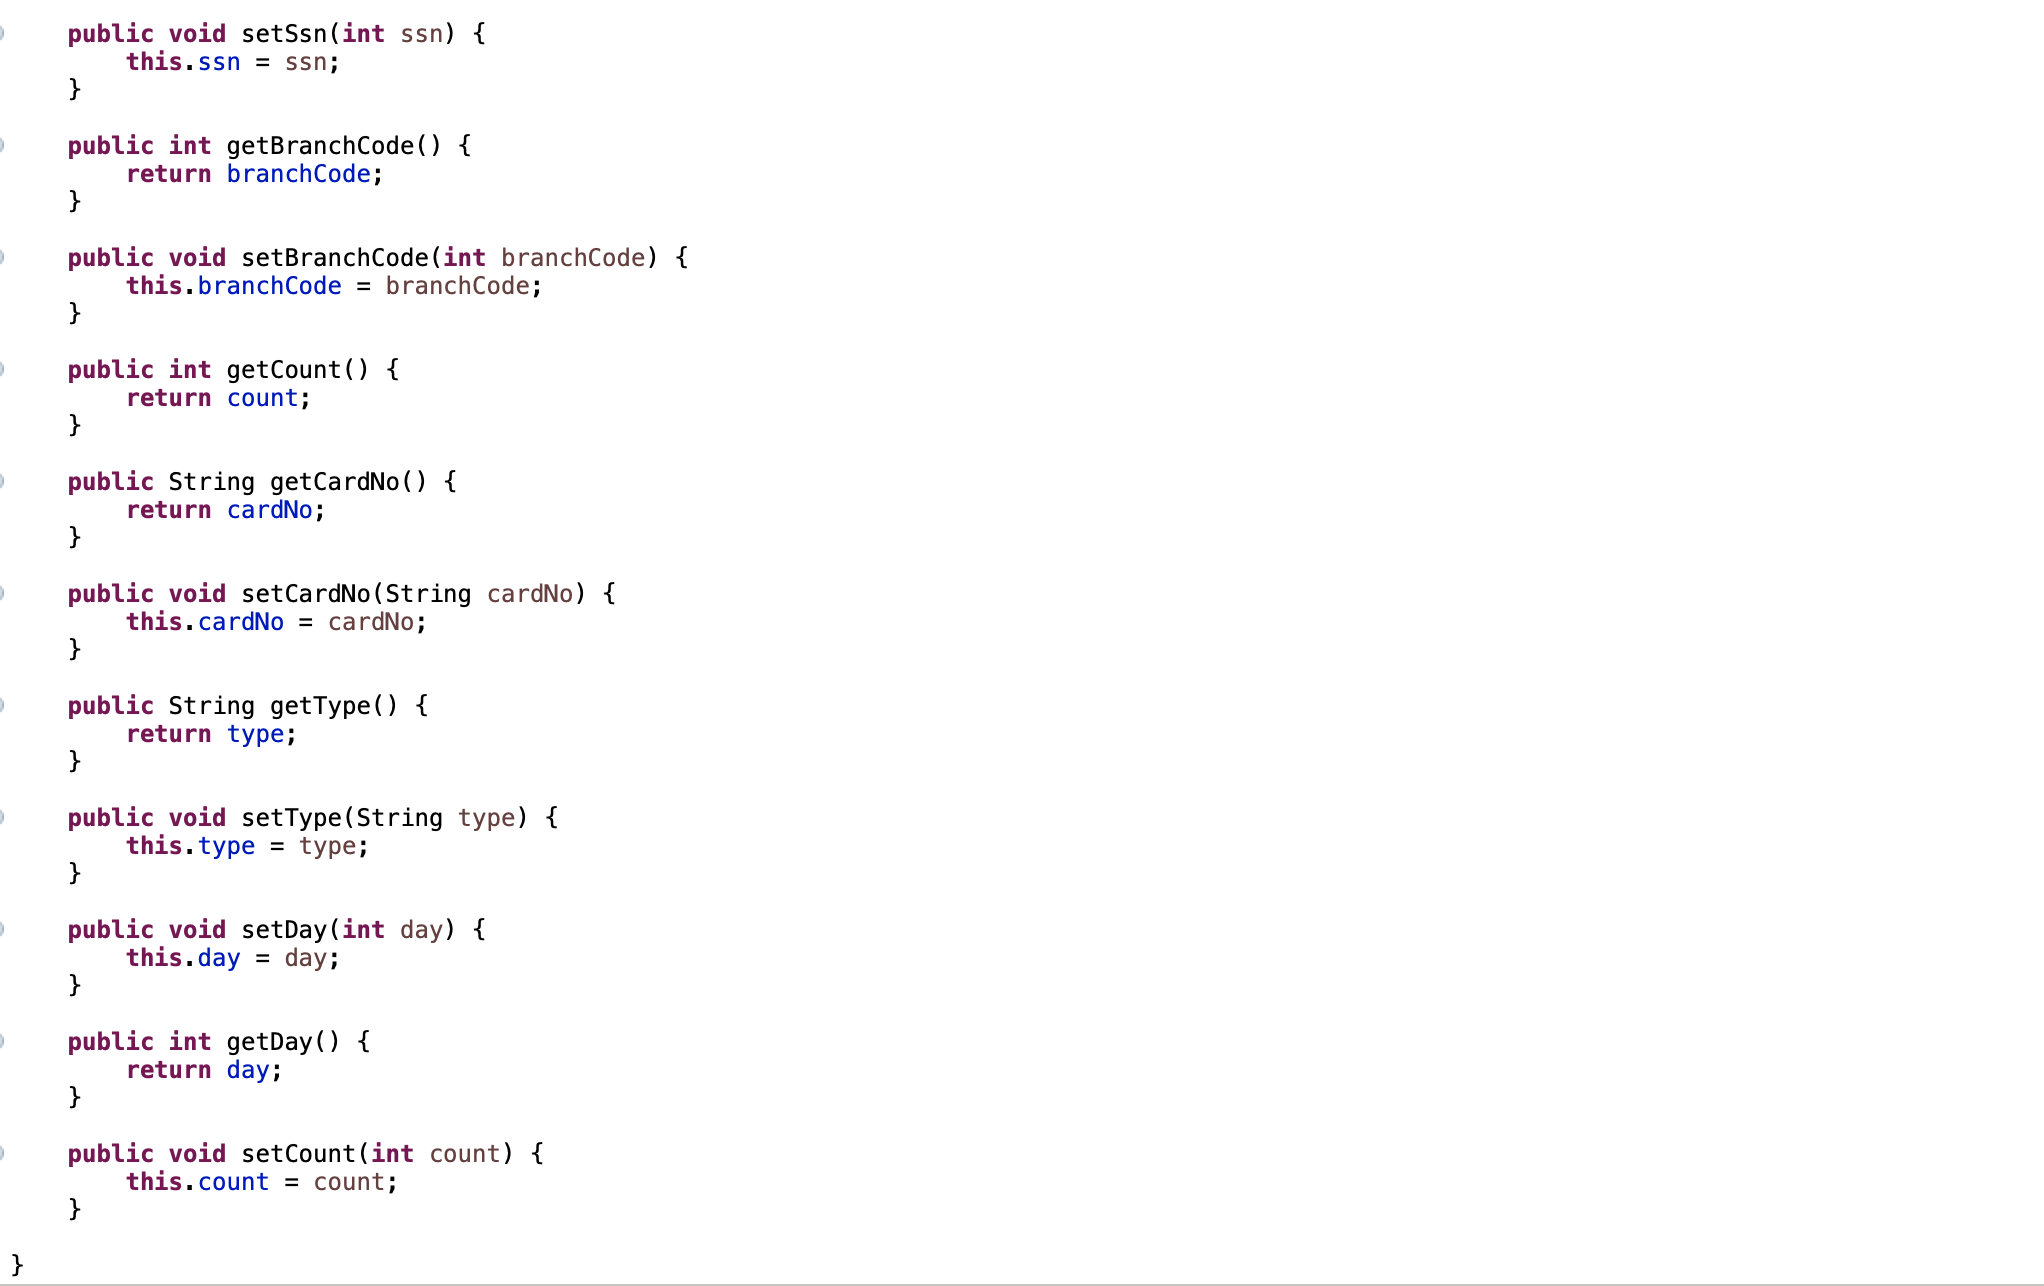 public void setSsn(int ssn) {
this.ssn = ssn;
}
public int getBranchCode() {
return branchCode;
}
public void setBranchCode(int branchCode) {
this.branchCode = branchCode;
}
public int getCount() {
return count;
}
public String getCardNo() {
return cardNo;
}
public void setCardNo(String cardNo) {
this.cardNo = cardNo;
}
public String getType() {
return type;
}
public void setType(String type) {
this.type = type;
}
public void setDay(int day) {
this.day = day;
}
public int getDay() {
return day;
}
public void setCount(int count) {
this.count = count;
}
}